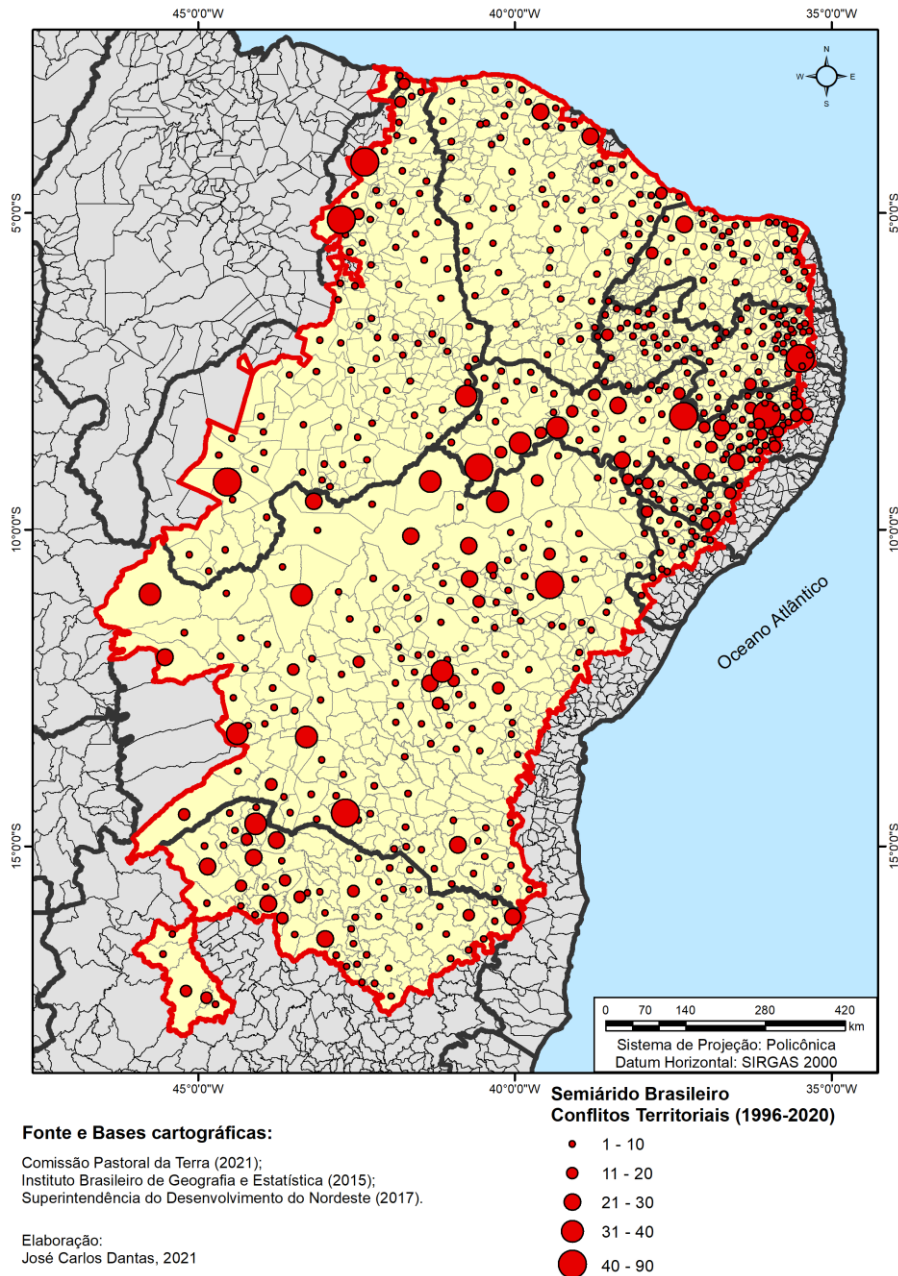 45°0'0"W 40°0'0"W 35°0'0"W
N
W E
S
5°0'0"S 5°0'0"S
10°0'0"S 10°0'0"S
Oceano Atlântico
15°0'0"S 15°0'0"S
0 70 140 280 420
km
Sistema de Projeção: Policônica
Datum Horizontal: SIRGAS 2000
45°0'0"W 40°0'0"W 35°0'0"W
Semiárido Brasileiro
Conflitos Territoriais (1996-2020)
1 - 10
11 - 20
21 - 30
31 - 40
40 - 90
Fonte e Bases cartográficas:
Comissão Pastoral da Terra (2021);
Instituto Brasileiro de Geografia e Estatística (2015);
Superintendência do Desenvolvimento do Nordeste (2017).
Elaboração:
José Carlos Dantas, 2021